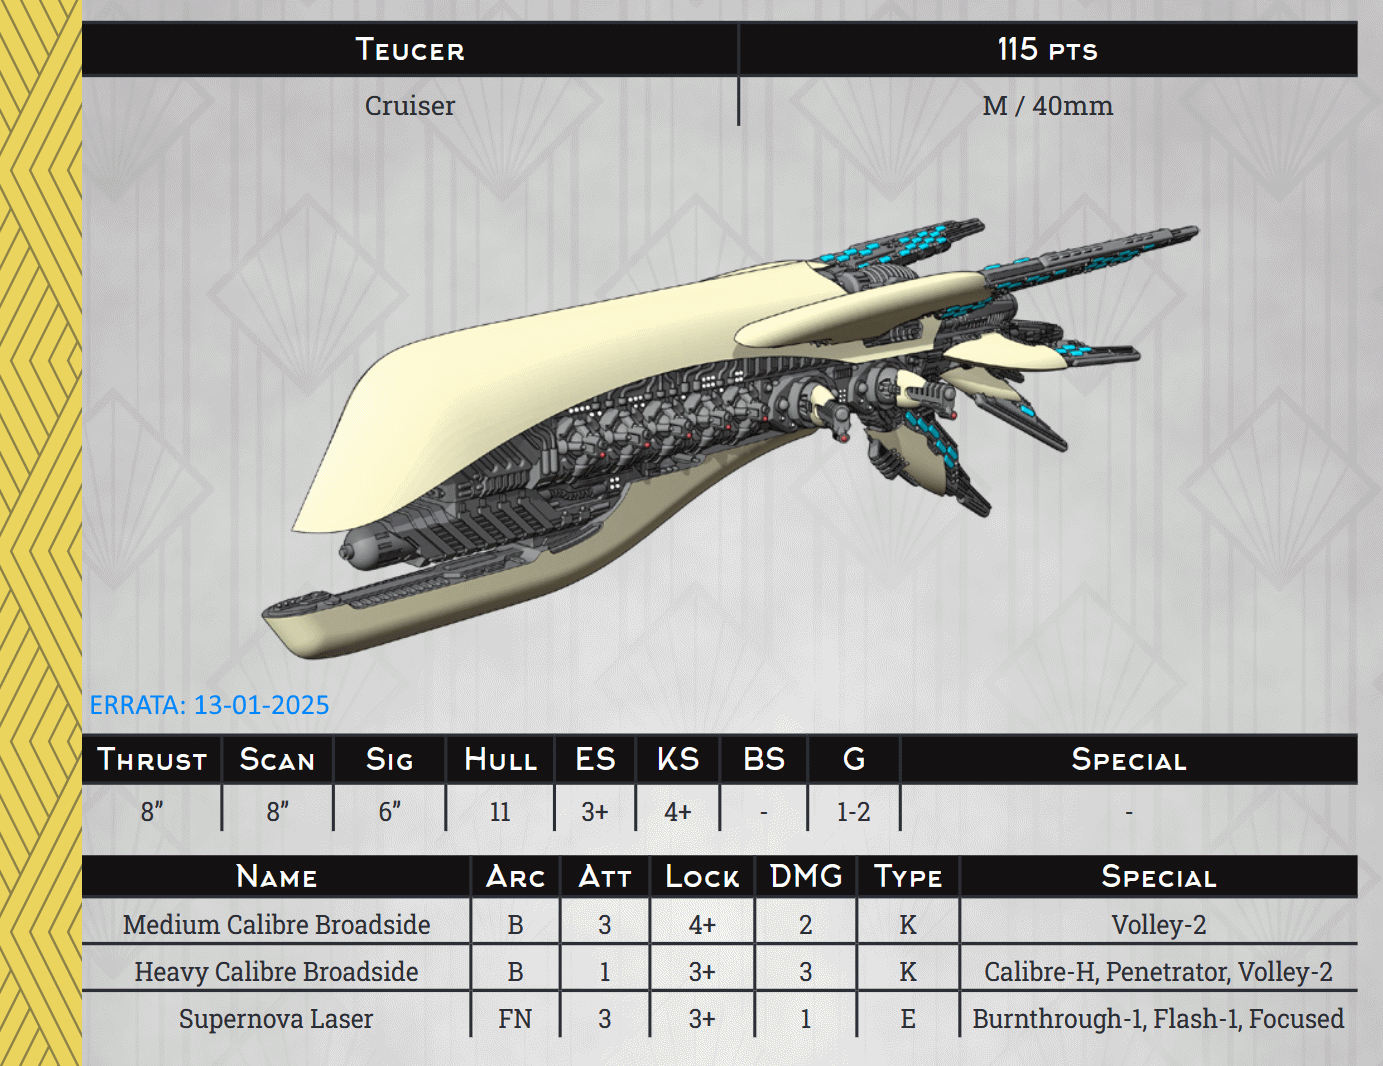 Teucer 115 pts
Cruiser M / 40mm
ERRATA: 13-01-2025
Thrust Scan Sig Hull ES KS BS G Special
8” 8” 6” 11 3+ 4+ - 1-2 -
Name Arc Att Lock DMG Type Special
Medium Calibre Broadside B 3 4+ 2 K Volley-2
Heavy Calibre Broadside B 1 3+ 3 K Calibre-H, Penetrator, Volley-2
Supernova Laser FN 3 3+ 1 E Burnthrough-1, Flash-1, Focused